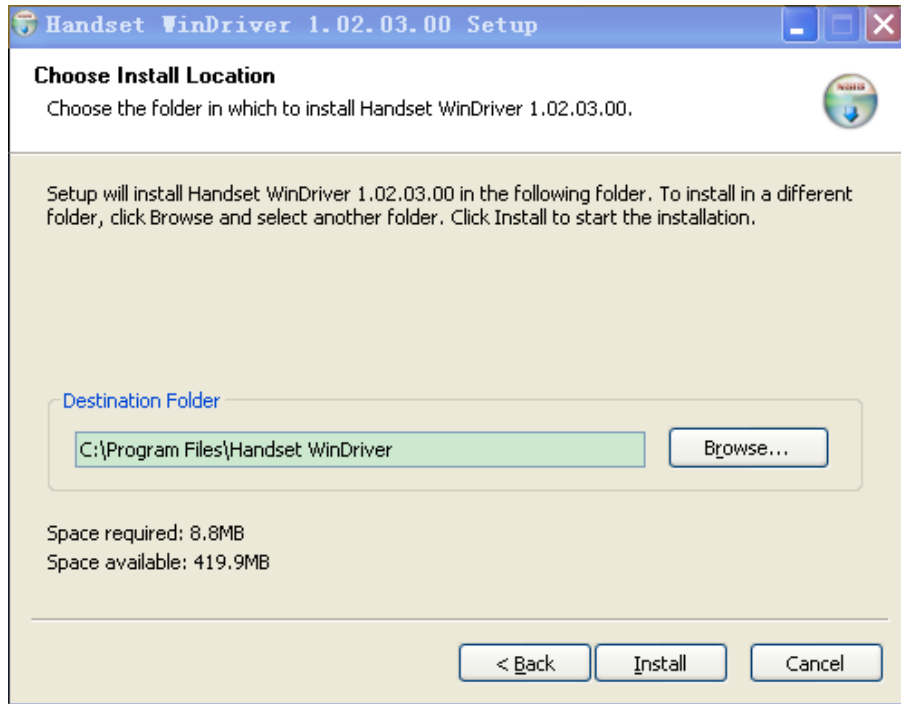 Handset WinDriver 1.02.03.00 Setup
Choose Install Location
Choose the folder in which to install Handset WinDriver 1.02.03.00.
NSIS
Setup will install Handset WinDriver 1.02.03.00 in the following folder. To install in a different
folder, click Browse and select another folder. Click Install to start the installation.
Destination Folder
C:\Program Files\Handset WinDriver
Browse...
Space required: 8.8MB
Space available: 419.9MB
< Back
Install
Cancel